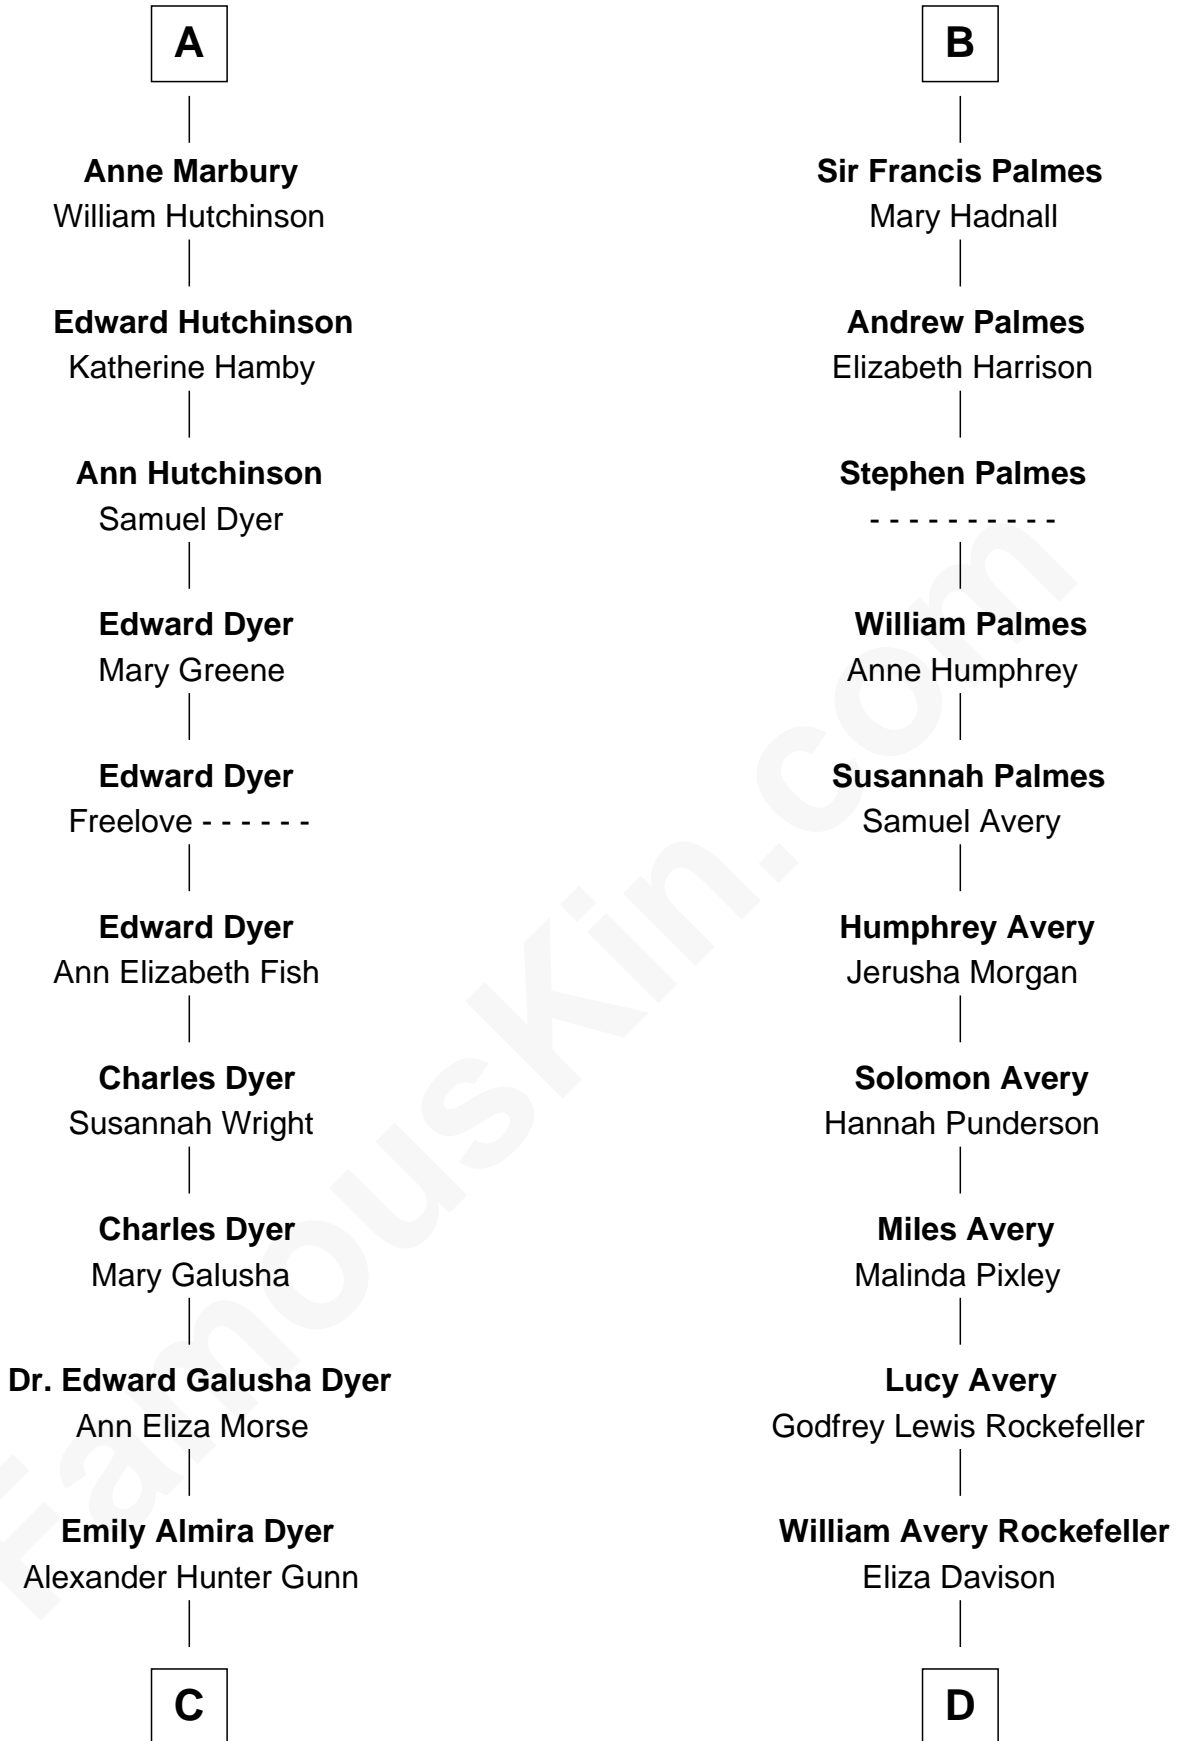 A
Anne Marbury
William Hutchinson
Edward Hutchinson
Katherine Hamby
Ann Hutchinson
Samuel Dyer
Edward Dyer
Mary Greene
Edward Dyer
Freelove - - - - - -
Edward Dyer
Ann Elizabeth Fish
Charles Dyer
Susannah Wright
Charles Dyer
Mary Galusha
Dr. Edward Galusha Dyer
Ann Eliza Morse
Emily Almira Dyer
Alexander Hunter Gunn
C
B
Sir Francis Palmes
Mary Hadnall
Andrew Palmes
Elizabeth Harrison
Stephen Palmes
- - - - - - - - - -
William Palmes
Anne Humphrey
Susannah Palmes
Samuel Avery
Humphrey Avery
Jerusha Morgan
Solomon Avery
Hannah Punderson
Miles Avery
Malinda Pixley
Lucy Avery
Godfrey Lewis Rockefeller
William Avery Rockefeller
Eliza Davison
D
FamousKin.com